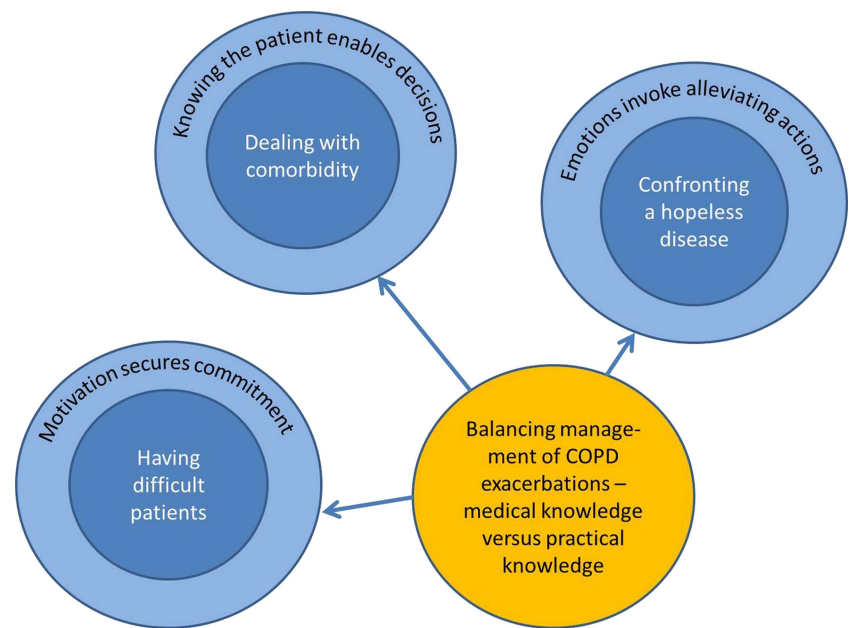 Knowing the patient enables decisions
Dealing with
comorbidity
Emotions invoke alleviating actions
Confronting
a hopeless
disease
Motivation secures commitment
Having
difficult
patients
Balancing manage-
ment of COPD
exacerbations –
medical knowledge
versus practical
knowledge